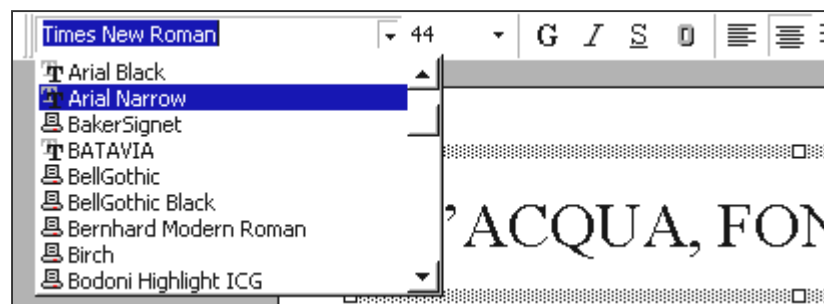 Times New Roman 44 G I S
Arial Black
Arial Narrow
BakerSignet
BATAVIA
BellGothic
BellGothic Black
Bernhard Modern Roman
Birch
Bodoni Highlight ICG
’ACQUA, FON